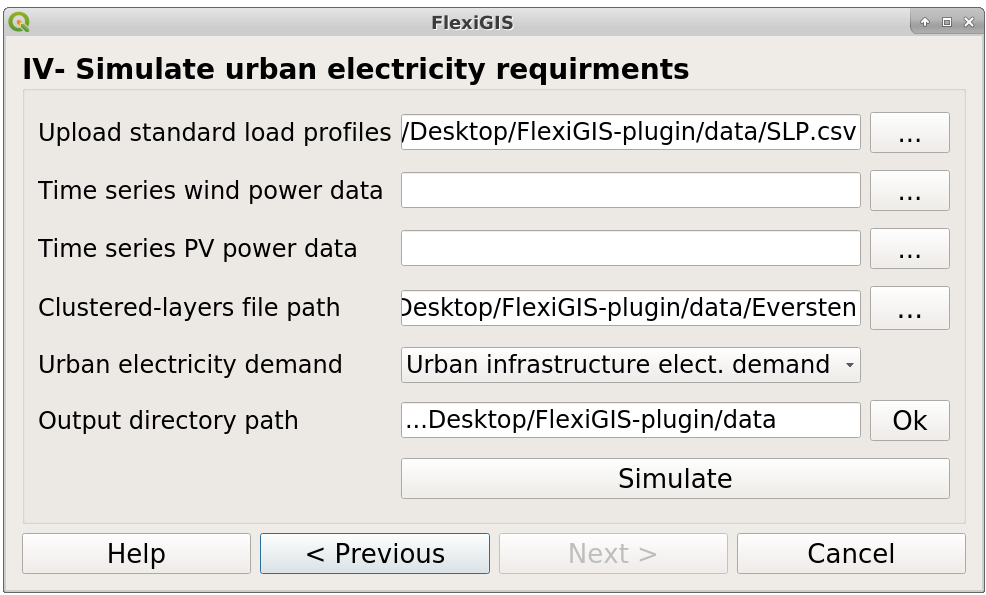 FlexiGIS
IV- Simulate urban electricity requirments
Upload standard load profiles /Desktop/FlexiGIS-plugin/data/SLP.csv ...
Time series wind power data ...
Time series PV power data ...
Clustered-layers file path Desktop/FlexiGIS-plugin/data/Eversten ...
Urban electricity demand Urban infrastructure elect. demand
Output directory path ...Desktop/FlexiGIS-plugin/data Ok
Simulate
Help < Previous Next > Cancel